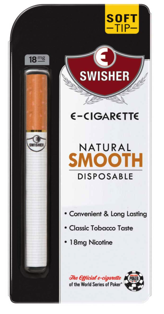 SOFT
-TIP-
18
SWISHER
E-CIGARETTE
SWISHER
NATURAL
SMOOTH
DISPOSABLE
• Convenient & Long Lasting
• Classic Tobacco Taste
• 18mg Nicotine
The Official e-cigarette
of the World Series of Poker®